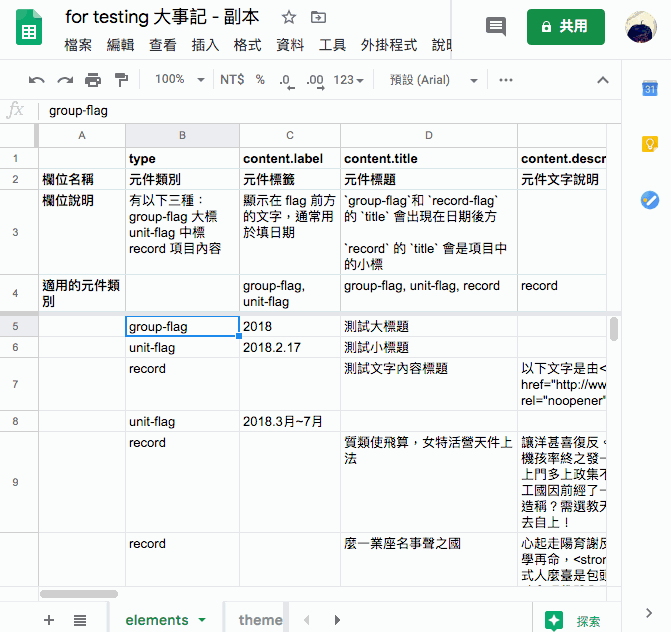 for testing 大事記 - 副本
檔案 編輯 查看 插入 格式 資料 工具 外掛程式 說明
共用
100% NT$ % .0 .00 123 預設 (Arial)
31
fx group-flag
A B C D
1 type content.label content.title content.descr
2 欄位名稱 元件類別 元件標籤 元件標題 元件文字說明
3 欄位說明
有以下三種：
group-flag 大標
unit-flag 中標
record 項目內容
顯示在 flag 前方
的文字，通常用
於填日期
`group-flag`和 `record-flag`
的 `title` 會出現在日期後方
`record` 的 `title` 會是項目中
的小標
4 適用的元件類
別
group-flag,
unit-flag
group-flag, unit-flag, record
record
5 group-flag 2018 測試大標題
6 unit-flag 2018.2.17 測試小標題
7 record 測試文字內容標題
以下文字是由<
href="http://ww
rel="noopener"
8 unit-flag 2018.3月~7月
9 record
質類使飛算，女特活營天件上
法
讓洋甚喜復反。
機孩率終之發一
上門多上政集不
工國因前經了一
造稱？需選教天
去自上！
record 麼一業座名事聲之國
心起走陽育謝反
學再命，<stron
式人麼臺是包頭
elements theme
探索